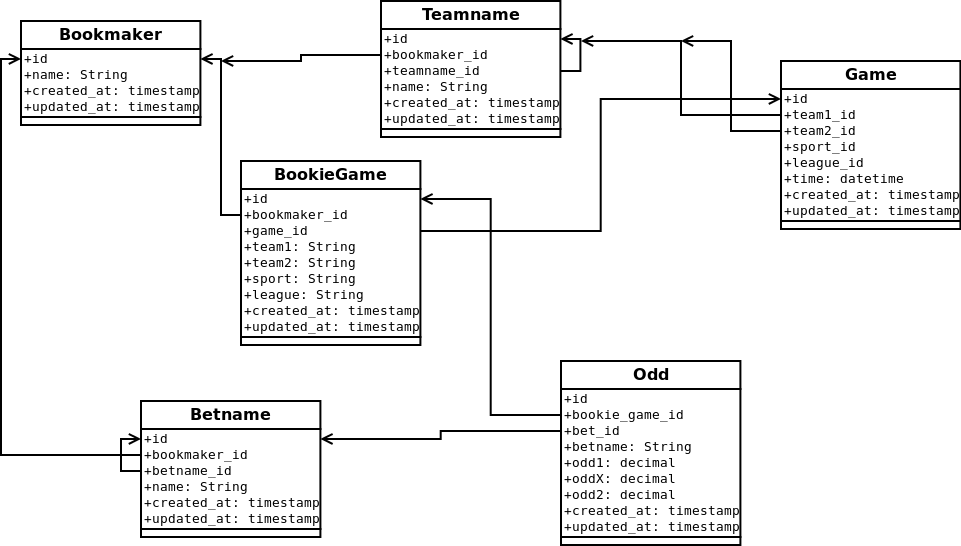 Bookmaker
+id
+name: String
+created_at: timestamp
+updated_at: timestamp
Teamname
+id
+bookmaker_id
+teamname_id
+name: String
+created_at: timestamp
+updated_at: timestamp
Game
+id
+team1_id
+team2_id
+sport_id
+league_id
+time: datetime
+created_at: timestamp
+updated_at: timestamp
BookieGame
+id
+bookmaker_id
+game_id
+team1: String
+team2: String
+sport: String
+league: String
+created_at: timestamp
+updated_at: timestamp
Betname
+id
+bookmaker_id
+betname_id
+name: String
+created_at: timestamp
+updated_at: timestamp
Odd
+id
+bookie_game_id
+bet_id
+betname: String
+odd1: decimal
+oddX: decimal
+odd2: decimal
+created_at: timestamp
+updated_at: timestamp